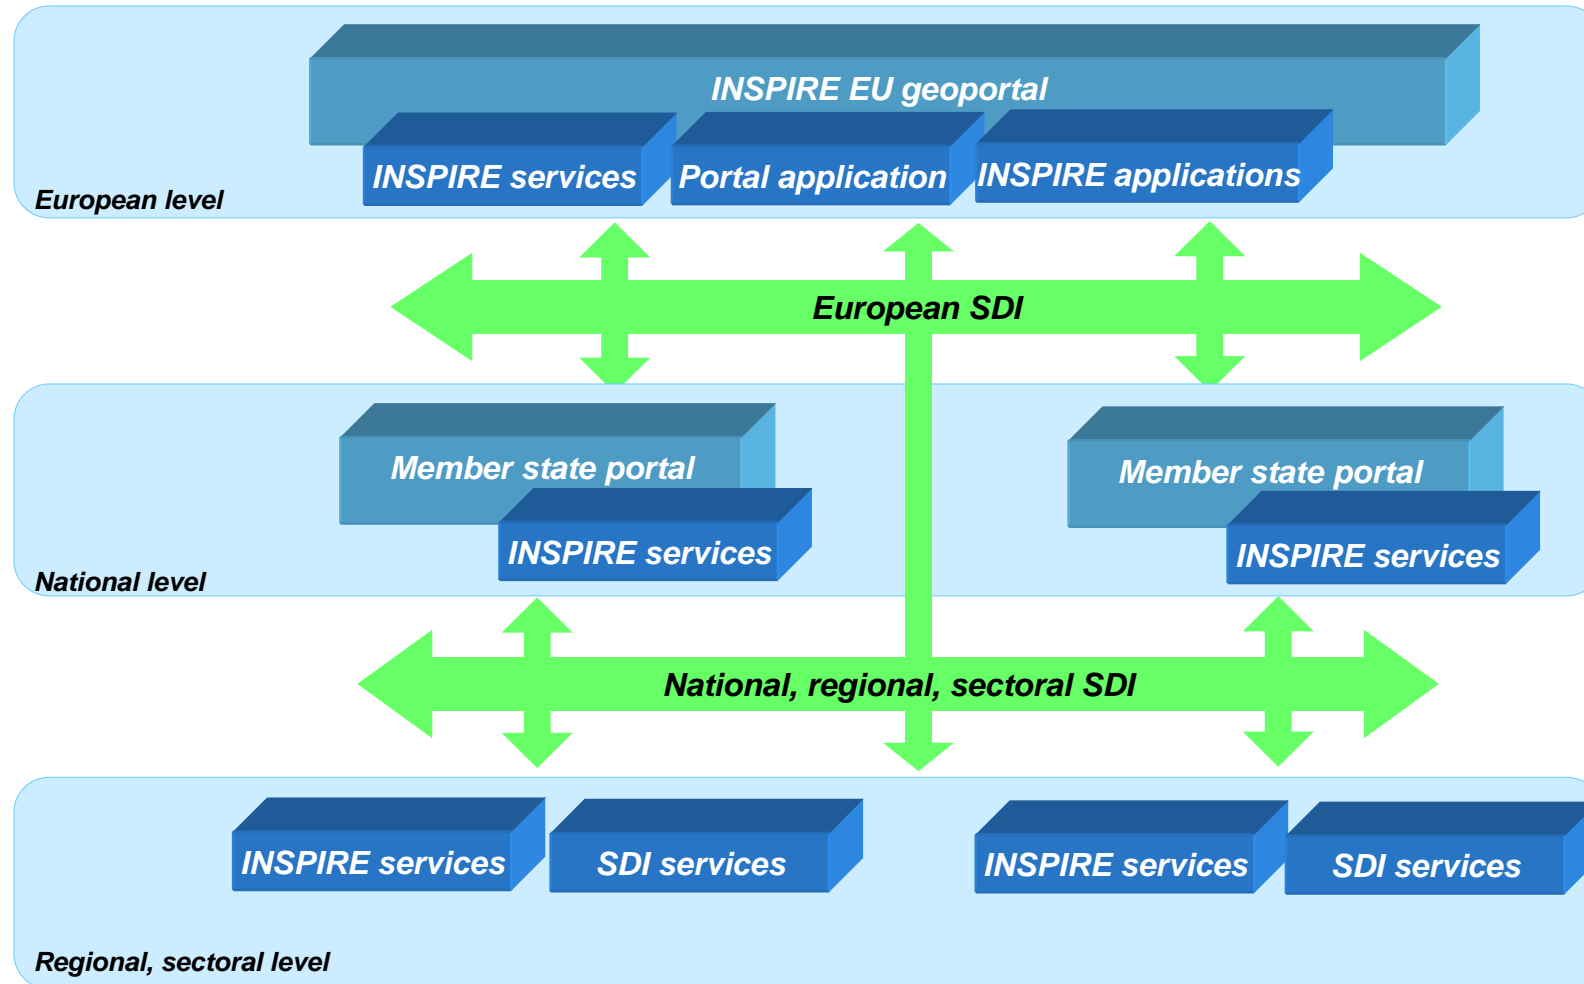 INSPIRE EU geoportal
INSPIRE services
Portal application
INSPIRE applications
European level
European SDI
Member state portal
Member state portal
INSPIRE services
INSPIRE services
National level
National, regional, sectoral SDI
INSPIRE services
SDI services
INSPIRE services
SDI services
Regional, sectoral level